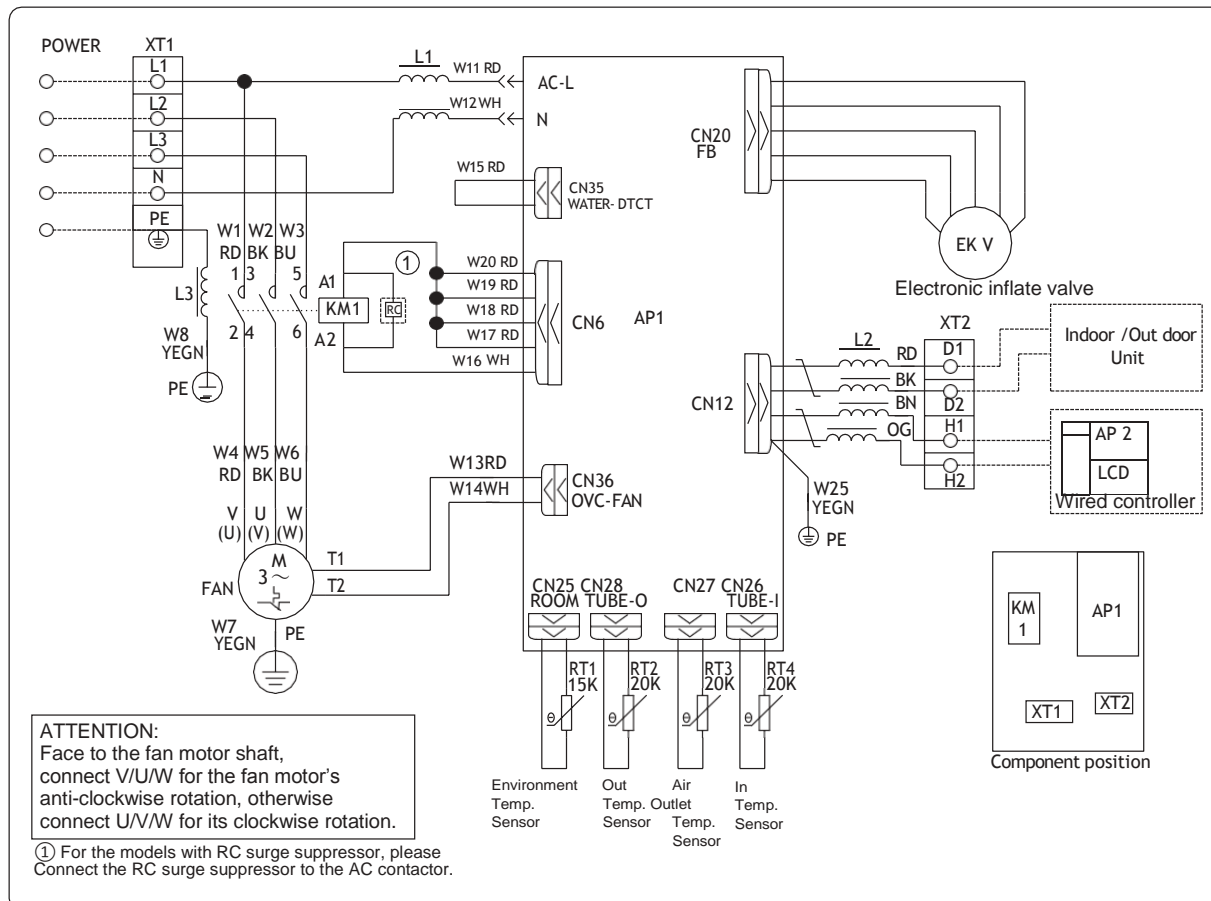 POWER
XT1
L1
L2
L3
N
PE
L1
W11 RD
AC-L
W12WH
N
W15 RD
CN35
WATER- DTCT
CN20
FB
EK V
Electronic inflate valve
W1 W2 W3
RD BK BU
1 3 5
2 4 6
L3
W8
YEGN
PE
A1
KM1
A2
1
RC
W20 RD
W19 RD
W18 RD
W17 RD
W16 WH
CN6
AP1
CN12
L2
RD
BK
BN
OG
XT2
D1
D2
H1
H2
Indoor /Out door
Unit
AP 2
LCD
Wired controller
W25
YEGN
PE
W4 W5 W6
RD BK BU
V U W
(U) (V) (W)
M
3 ~
FAN
T1
T2
W13RD
W14WH
CN36
OVC-FAN
W7
YEGN
PE
CN25 CN28 CN27 CN26
ROOM TUBE-O TUBE-I
RT1
15K
RT2
20K
RT3
20K
RT4
20K
θ θ θ θ
Environment
Temp.
Sensor
Out
Temp.
Sensor
Air
Outlet
Temp.
Sensor
In
Temp.
Sensor
KM
1
AP1
XT1
XT2
Component position
ATTENTION:
Face to the fan motor shaft,
connect V/U/W for the fan motor's
anti-clockwise rotation, otherwise
connect U/V/W for its clockwise rotation.
① For the models with RC surge suppressor, please
Connect the RC surge suppressor to the AC contactor.